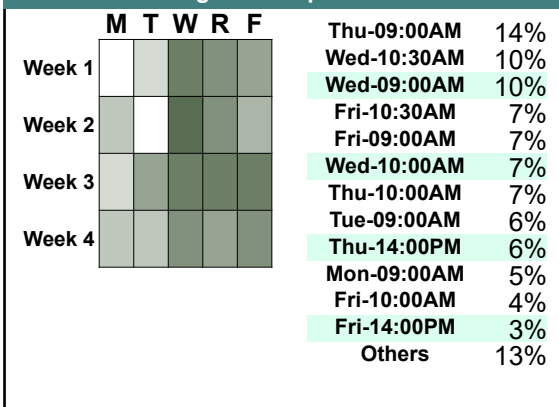 M T W R F
Week 1
Week 2
Week 3
Week 4
Thu-09:00AM 14%
Wed-10:30AM 10%
Wed-09:00AM 10%
Fri-10:30AM 7%
Fri-09:00AM 7%
Wed-10:00AM 7%
Thu-10:00AM 7%
Tue-09:00AM 6%
Thu-14:00PM 6%
Mon-09:00AM 5%
Fri-10:00AM 4%
Fri-14:00PM 3%
Others 13%